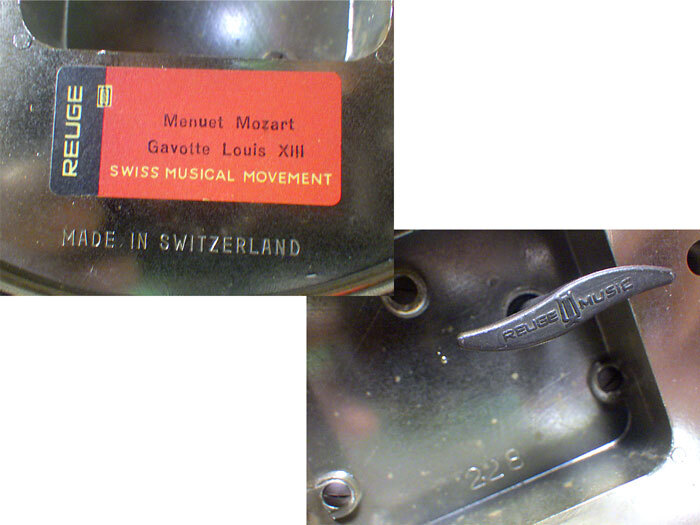 REUGE
Menuet Mozart
Gavotte Louis XIII
SWISS MUSICAL MOVEMENT
MADE IN SWITZERLAND
REUGE MUSIC
228